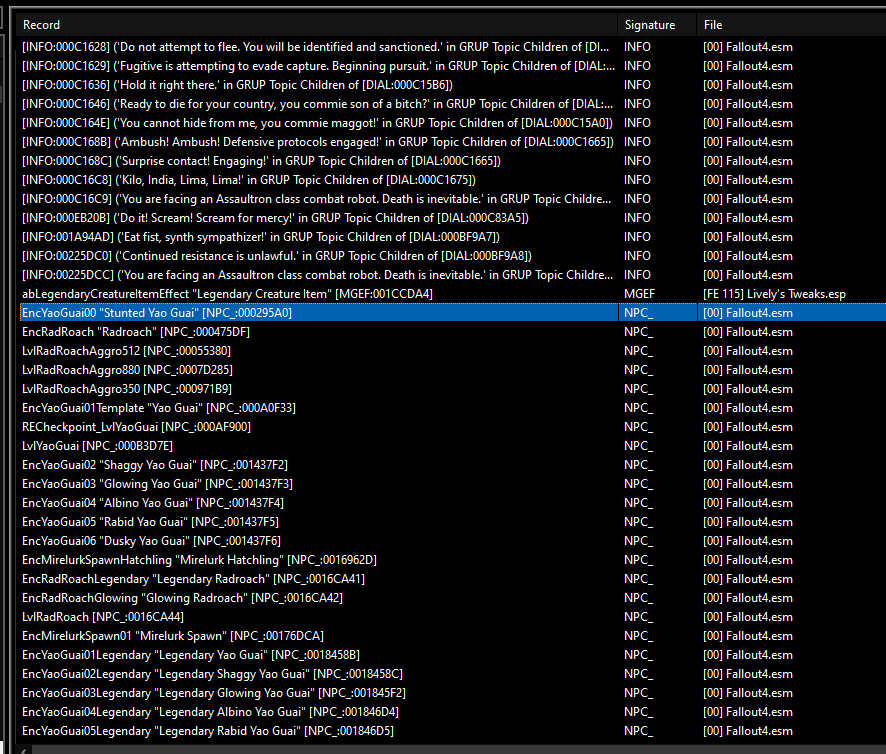 Record Signature File
[INFO:000C1628] ('Do not attempt to flee. You will be identified and sanctioned.' in GRUP Topic Children of [DI... INFO [00] Fallout4.esm
[INFO:000C1629] ('Fugitive is attempting to evade capture. Beginning pursuit.' in GRUP Topic Children of [DIAL:... INFO [00] Fallout4.esm
[INFO:000C1636] ('Hold it right there.' in GRUP Topic Children of [DIAL:000C15B6]) INFO [00] Fallout4.esm
[INFO:000C1646] ('Ready to die for your country, you commie son of a bitch?' in GRUP Topic Children of [DIAL:... INFO [00] Fallout4.esm
[INFO:000C164E] ('You cannot hide from me, you commie maggot!' in GRUP Topic Children of [DIAL:000C15A0]) INFO [00] Fallout4.esm
[INFO:000C168B] ('Ambush! Ambush! Defensive protocols engaged!' in GRUP Topic Children of [DIAL:000C1665]) INFO [00] Fallout4.esm
[INFO:000C168C] ('Surprise contact! Engaging!' in GRUP Topic Children of [DIAL:000C1665]) INFO [00] Fallout4.esm
[INFO:000C16C8] ('Kilo, India, Lima, Lima!' in GRUP Topic Children of [DIAL:000C1675]) INFO [00] Fallout4.esm
[INFO:000C16C9] ('You are facing an Assaultron class combat robot. Death is inevitable.' in GRUP Topic Childre... INFO [00] Fallout4.esm
[INFO:000EB20B] ('Do it! Scream! Scream for mercy!' in GRUP Topic Children of [DIAL:000C83A5]) INFO [00] Fallout4.esm
[INFO:001A94AD] ('Eat fist, synth sympathizer!' in GRUP Topic Children of [DIAL:000BF9A7]) INFO [00] Fallout4.esm
[INFO:00225DC0] ('Continued resistance is unlawful.' in GRUP Topic Children of [DIAL:000BF9A8]) INFO [00] Fallout4.esm
[INFO:00225DCC] ('You are facing an Assaultron class combat robot. Death is inevitable.' in GRUP Topic Childre... INFO [00] Fallout4.esm
abLegendaryCreatureItemEffect "Legendary Creature Item" [MGEF:001CCDA4] MGEF [FE 115] Lively's Tweaks.esp
EncYaoGuai00 "Stunted Yao Guai" [NPC_:000295A0] NPC_ [00] Fallout4.esm
EncRadRoach "Radroach" [NPC_:000475DF] NPC_ [00] Fallout4.esm
LvlRadRoachAggro512 [NPC_:00055380] NPC_ [00] Fallout4.esm
LvlRadRoachAggro880 [NPC_:0007D285] NPC_ [00] Fallout4.esm
LvlRadRoachAggro350 [NPC_:000971B9] NPC_ [00] Fallout4.esm
EncYaoGuai01Template "Yao Guai" [NPC_:000A0F33] NPC_ [00] Fallout4.esm
RECheckpoint_LvlYaoGuai [NPC_:000AF900] NPC_ [00] Fallout4.esm
LvlYaoGuai [NPC_:000B3D7E] NPC_ [00] Fallout4.esm
EncYaoGuai02 "Shaggy Yao Guai" [NPC_:001437F2] NPC_ [00] Fallout4.esm
EncYaoGuai03 "Glowing Yao Guai" [NPC_:001437F3] NPC_ [00] Fallout4.esm
EncYaoGuai04 "Albino Yao Guai" [NPC_:001437F4] NPC_ [00] Fallout4.esm
EncYaoGuai05 "Rabid Yao Guai" [NPC_:001437F5] NPC_ [00] Fallout4.esm
EncYaoGuai06 "Dusky Yao Guai" [NPC_:001437F6] NPC_ [00] Fallout4.esm
EncMirelurkSpawnHatchling "Mirelurk Hatchling" [NPC_:0016962D] NPC_ [00] Fallout4.esm
EncRadRoachLegendary "Legendary Radroach" [NPC_:0016CA41] NPC_ [00] Fallout4.esm
EncRadRoachGlowing "Glowing Radroach" [NPC_:0016CA42] NPC_ [00] Fallout4.esm
LvlRadRoach [NPC_:0016CA44] NPC_ [00] Fallout4.esm
EncMirelurkSpawn01 "Mirelurk Spawn" [NPC_:00176DCA] NPC_ [00] Fallout4.esm
EncYaoGuai01Legendary "Legendary Yao Guai" [NPC_:0018458B] NPC_ [00] Fallout4.esm
EncYaoGuai02Legendary "Legendary Shaggy Yao Guai" [NPC_:0018458C] NPC_ [00] Fallout4.esm
EncYaoGuai03Legendary "Legendary Glowing Yao Guai" [NPC_:001845F2] NPC_ [00] Fallout4.esm
EncYaoGuai04Legendary "Legendary Albino Yao Guai" [NPC_:001846D4] NPC_ [00] Fallout4.esm
EncYaoGuai05Legendary "Legendary Rabid Yao Guai" [NPC_:001846D5] NPC_ [00] Fallout4.esm